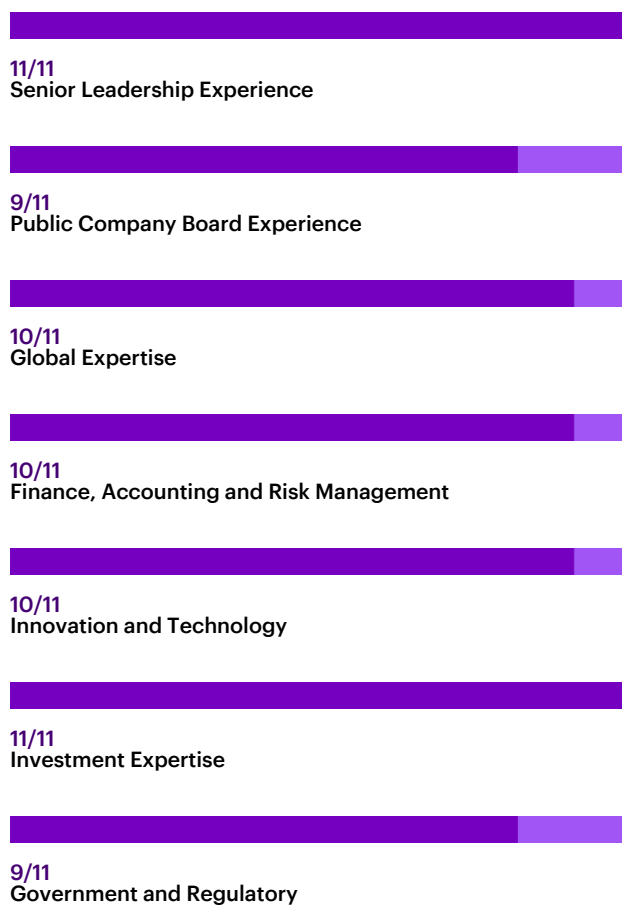 11/11
Senior Leadership Experience
9/11
Public Company Board Experience
10/11
Global Expertise
10/11
Finance, Accounting and Risk Management
10/11
Innovation and Technology
11/11
Investment Expertise
9/11
Government and Regulatory